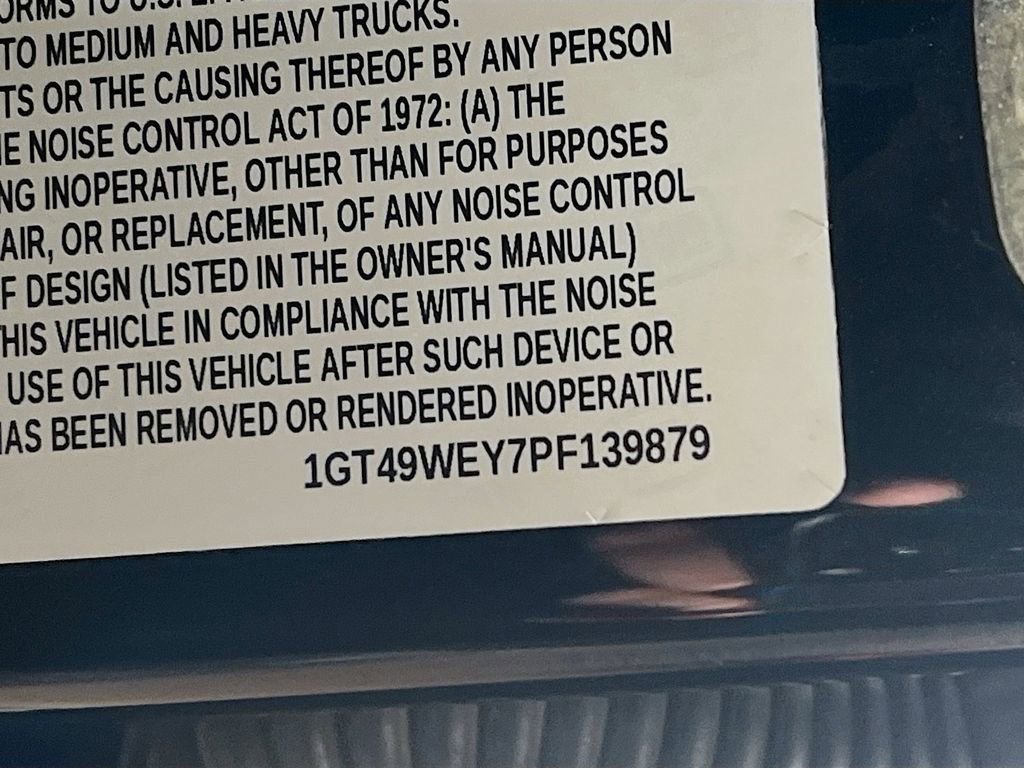 TO MEDIUM AND HEAVY TRUCKS.
TS OR THE CAUSING THEREOF BY ANY PERSON
E NOISE CONTROL ACT OF 1972: (A) THE
NG INOPERATIVE, OTHER THAN FOR PURPOSES
AIR, OR REPLACEMENT, OF ANY NOISE CONTROL
F DESIGN (LISTED IN THE OWNER'S MANUAL)
HIS VEHICLE IN COMPLIANCE WITH THE NOISE
USE OF THIS VEHICLE AFTER SUCH DEVICE OR
HAS BEEN REMOVED OR RENDERED INOPERATIVE.
1GT49WEY7PF139879